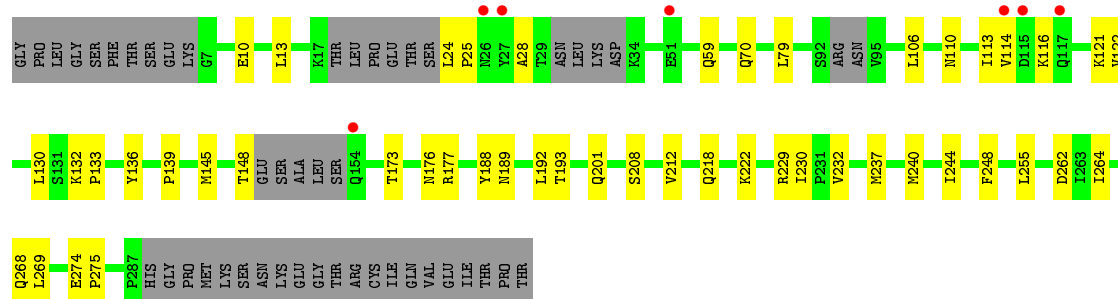 GLY PRO LEU GLY SER PHE THR SER GLU LYS G7 E10 L13 K17 THR LEU PRO GLU THR SER L24 P25 N26 Y27 A28 T29 ASN LEU LYS ASP K34 E51 Q59 Q70 L79 S92 ARG ASN V95 L106 N110 I113 V114 D115 K116 Q117 K121 V122
L130 S131 K132 P133 Y136 P139 M145 T148 GLU SER ALA LEU SER Q154 T173 N176 R177 Y188 N189 L192 T193 Q201 S208 V212 Q218 K222 R229 I230 P231 V232 M237 M240 I244 F248 L255 D262 I263 I264
Q268 L269 E274 P275 P287 HIS GLY PRO MET LYS SER ASN LYS GLU GLY THR ARG CYS ILE GLN VAL GLU ILE THR PRO THR